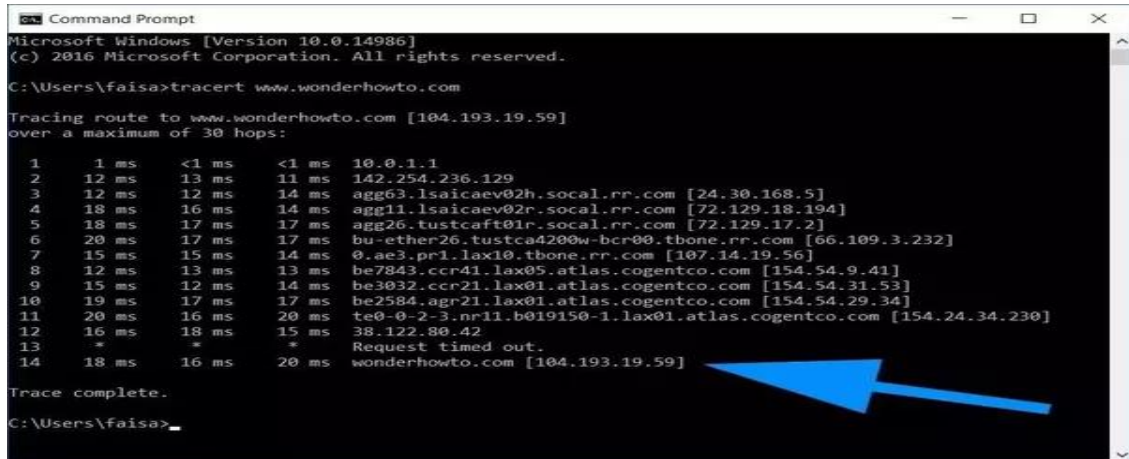 Command Prompt
Microsoft Windows [Version 10.0.14986]
(c) 2016 Microsoft Corporation. All rights reserved.
C:\Users\faisa>tracert www.wonderhowto.com
Tracing route to www.wonderhowto.com [104.193.19.59]
over a maximum of 30 hops:
1 1 ms <1 ms <1 ms 10.0.1.1
2 12 ms 13 ms 11 ms 142.254.236.129
3 12 ms 12 ms 14 ms agg63.lsaicaev02h.socal.rr.com [24.30.168.5]
4 18 ms 16 ms 14 ms agg11.lsaicaev02r.socal.rr.com [72.129.18.194]
5 18 ms 17 ms 17 ms agg26.tustcaft01r.socal.rr.com [72.129.17.2]
6 20 ms 17 ms 17 ms bu-ether26.tustca4200w-bcr00.tbone.rr.com [66.109.3.232]
7 15 ms 15 ms 14 ms 0.ae3.pr1.lax10.tbone.rr.com [107.14.19.56]
8 12 ms 13 ms 13 ms be7843.ccr41.lax05.atlas.cogentco.com [154.54.9.41]
9 15 ms 12 ms 14 ms be3032.ccr21.lax01.atlas.cogentco.com [154.54.31.53]
10 19 ms 17 ms 17 ms be2584.agr21.lax01.atlas.cogentco.com [154.54.29.34]
11 20 ms 16 ms 20 ms te0-0-2-3.nr11.b019150-1.lax01.atlas.cogentco.com [154.24.34.230]
12 16 ms 18 ms 15 ms 38.122.80.42
13 * * * Request timed out.
14 18 ms 16 ms 20 ms wonderhowto.com [104.193.19.59]
Trace complete.
C:\Users\faisa>